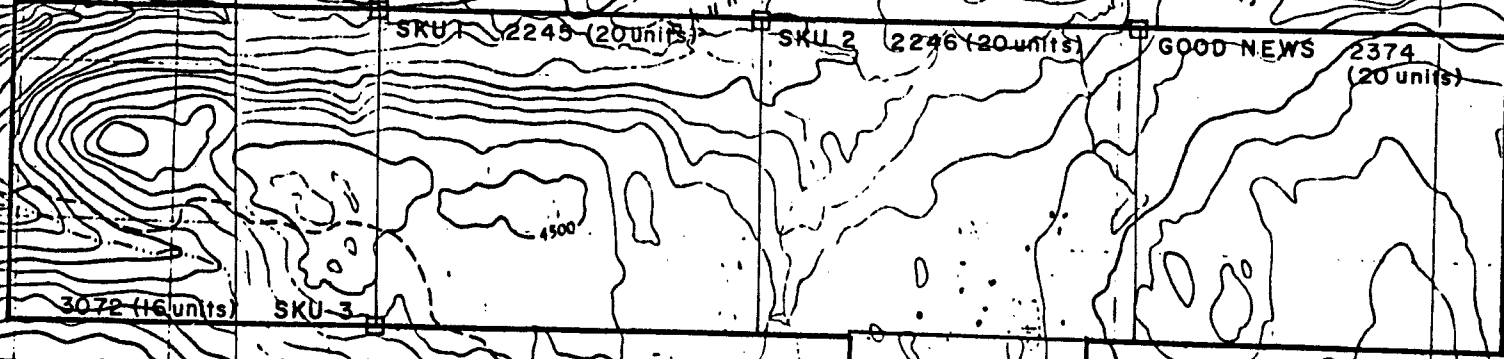 SKU 1 2245 (20 units)
SKU 2 2246 (20 units)
GOOD NEWS 2374
(20 units)
4500
3072 (16 units) SKU-3